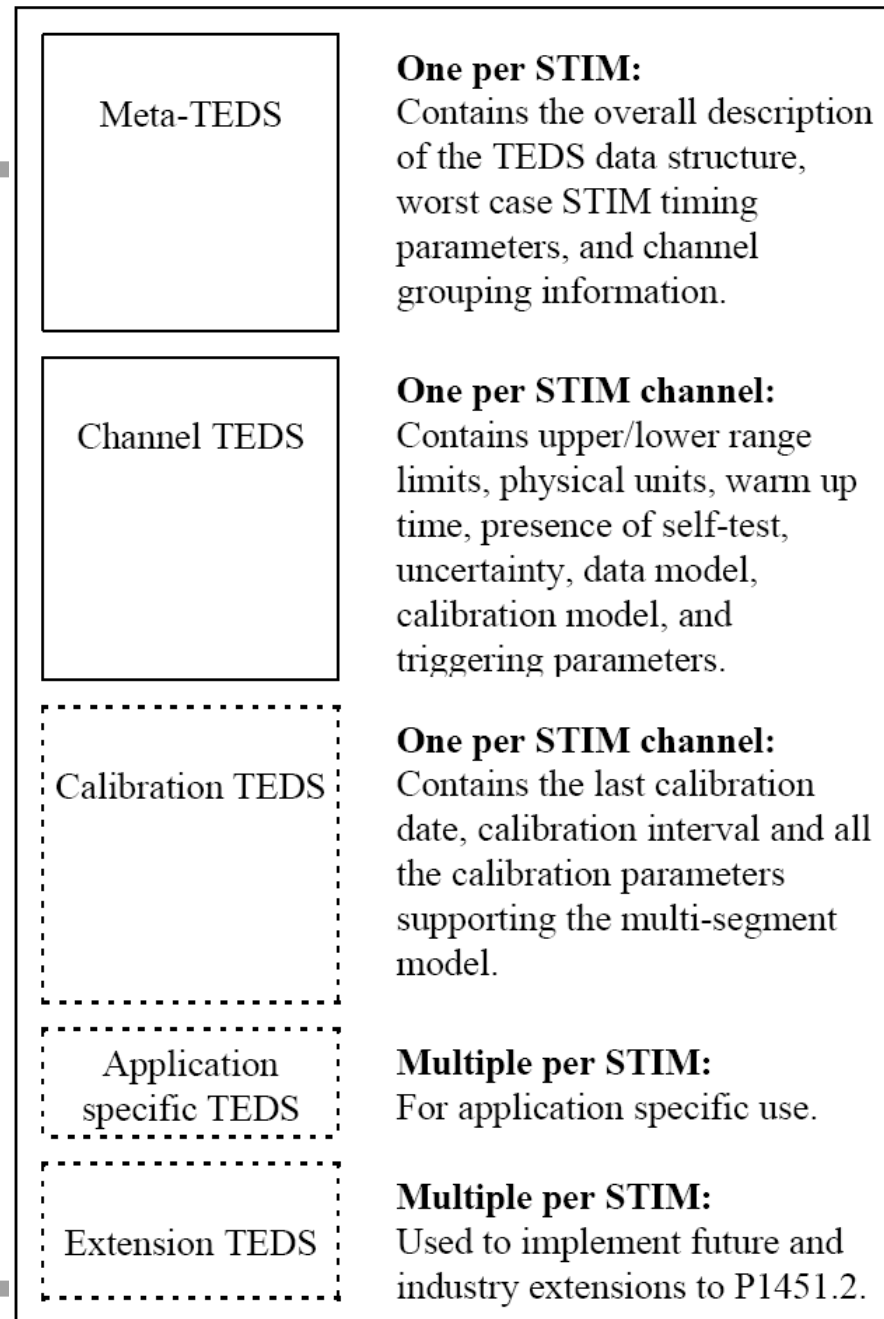 Meta-TEDS
One per STIM:
Contains the overall description
of the TEDS data structure,
worst case STIM timing
parameters, and channel
grouping information.
Channel TEDS
One per STIM channel:
Contains upper/lower range
limits, physical units, warm up
time, presence of self-test,
uncertainty, data model,
calibration model, and
triggering parameters.
Calibration TEDS
One per STIM channel:
Contains the last calibration
date, calibration interval and all
the calibration parameters
supporting the multi-segment
model.
Application
specific TEDS
Multiple per STIM:
For application specific use.
Extension TEDS
Multiple per STIM:
Used to implement future and
industry extensions to P1451.2.